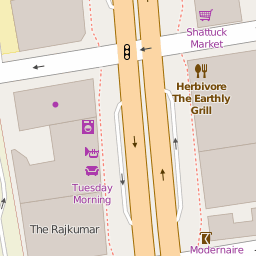 Shattuck
Market
Herbivore
The Earthly
Grill
Tuesday
Morning
The Rajkumar
Modernaire